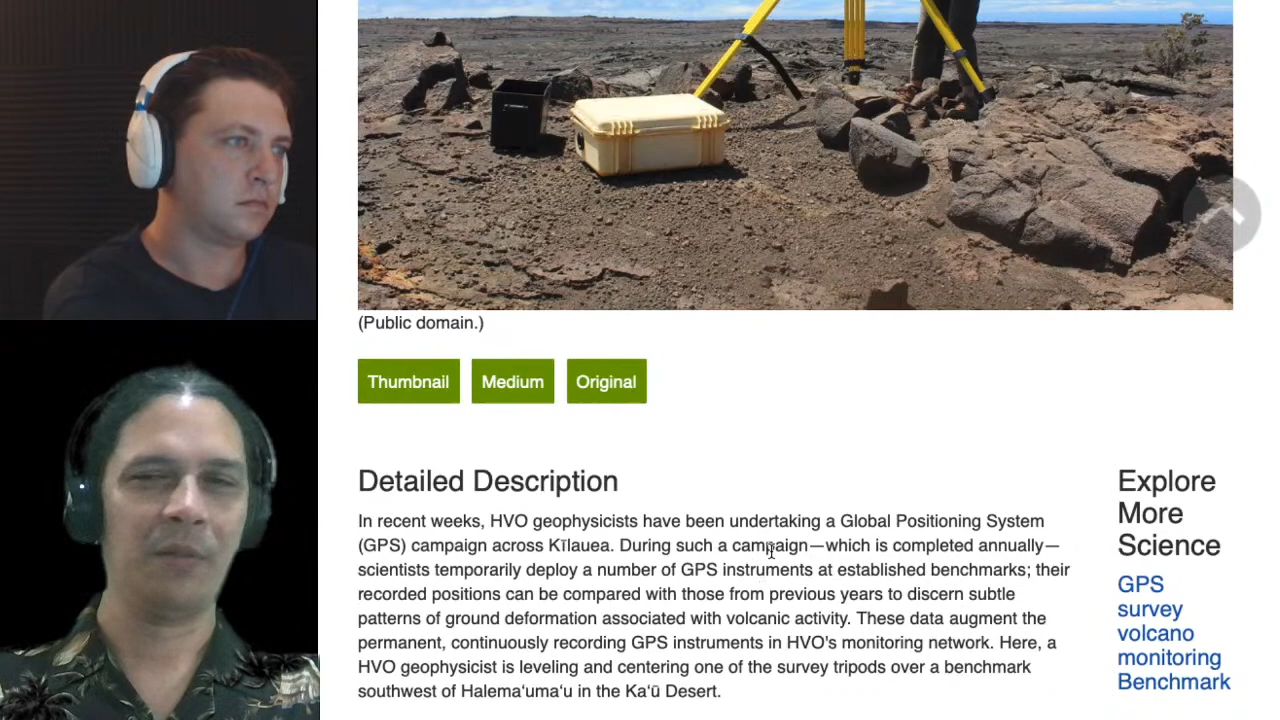 (Public domain.)
Thumbnail
Medium
Original
Detailed Description
In recent weeks, HVO geophysicists have been undertaking a Global Positioning System
(GPS) campaign across Kīlauea. During such a campaign—which is completed annually—
scientists temporarily deploy a number of GPS instruments at established benchmarks; their
recorded positions can be compared with those from previous years to discern subtle
patterns of ground deformation associated with volcanic activity. These data augment the
permanent, continuously recording GPS instruments in HVO's monitoring network. Here, a
HVO geophysicist is leveling and centering one of the survey tripods over a benchmark
southwest of Halemaʻumaʻu in the Kaʻū Desert.
Explore
More
Science
GPS
survey
volcano
monitoring
Benchmark